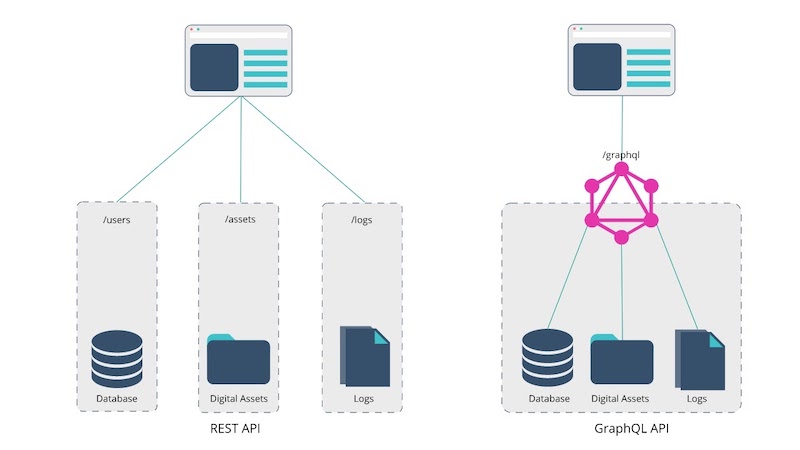 /users
/assets
/logs
Database
Digital Assets
Logs
REST API
/graphql
Database
Digital Assets
Logs
GraphQL API